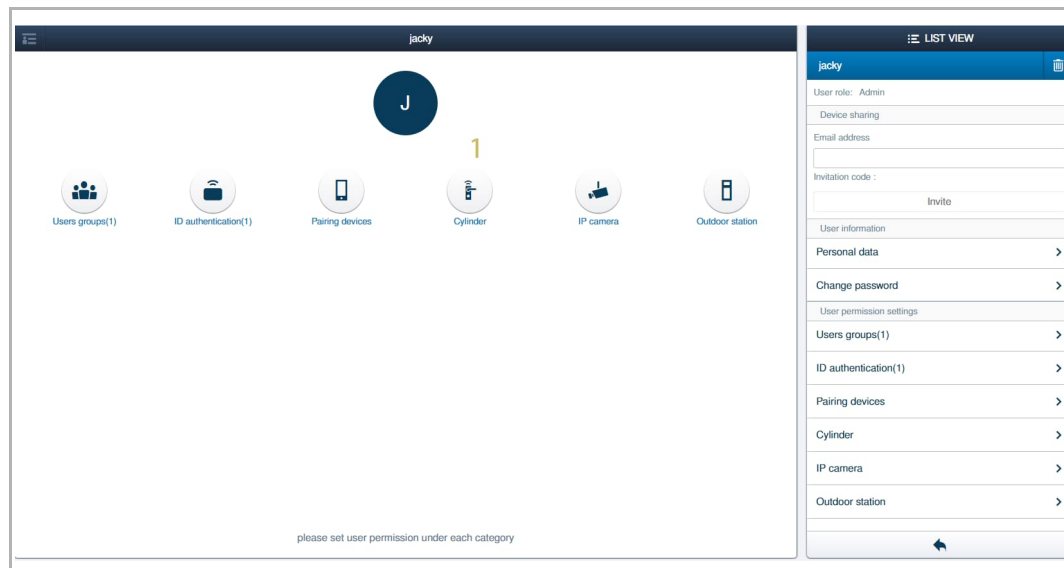 jacky
J
1
Users groups(1)
ID authentication(1)
Pairing devices
Cylinder
IP camera
Outdoor station
please set user permission under each category
LIST VIEW
jacky
User role: Admin
Device sharing
Email address
Invitation code :
Invite
User information
Personal data
Change password
User permission settings
Users groups(1)
ID authentication(1)
Pairing devices
Cylinder
IP camera
Outdoor station